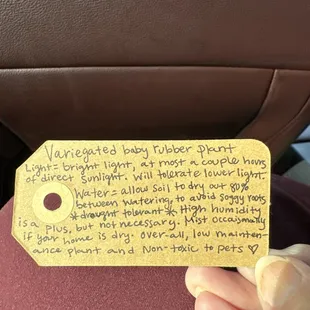 Variegated baby rubber plant
Light= bright light, at most a couple hours
of direct sunlight. Will tolerate lower light.
Water= allow soil to dry out 80%
between watering to avoid soggy roots
*drought tolerant* High humidity
is a plus, but not necessary. Mist occasionally
if your home is dry. Over-all, low mainten-
ance plant and Non-toxic to pets ♡